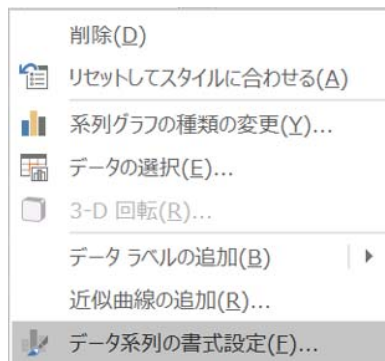 削除(D)
リセットしてスタイルに合わせる(A)
系列グラフの種類の変更(Y)...
データの選択(E)...
3-D 回転(R)...
データ ラベルの追加(B)
近似曲線の追加(R)...
データ系列の書式設定(F)...